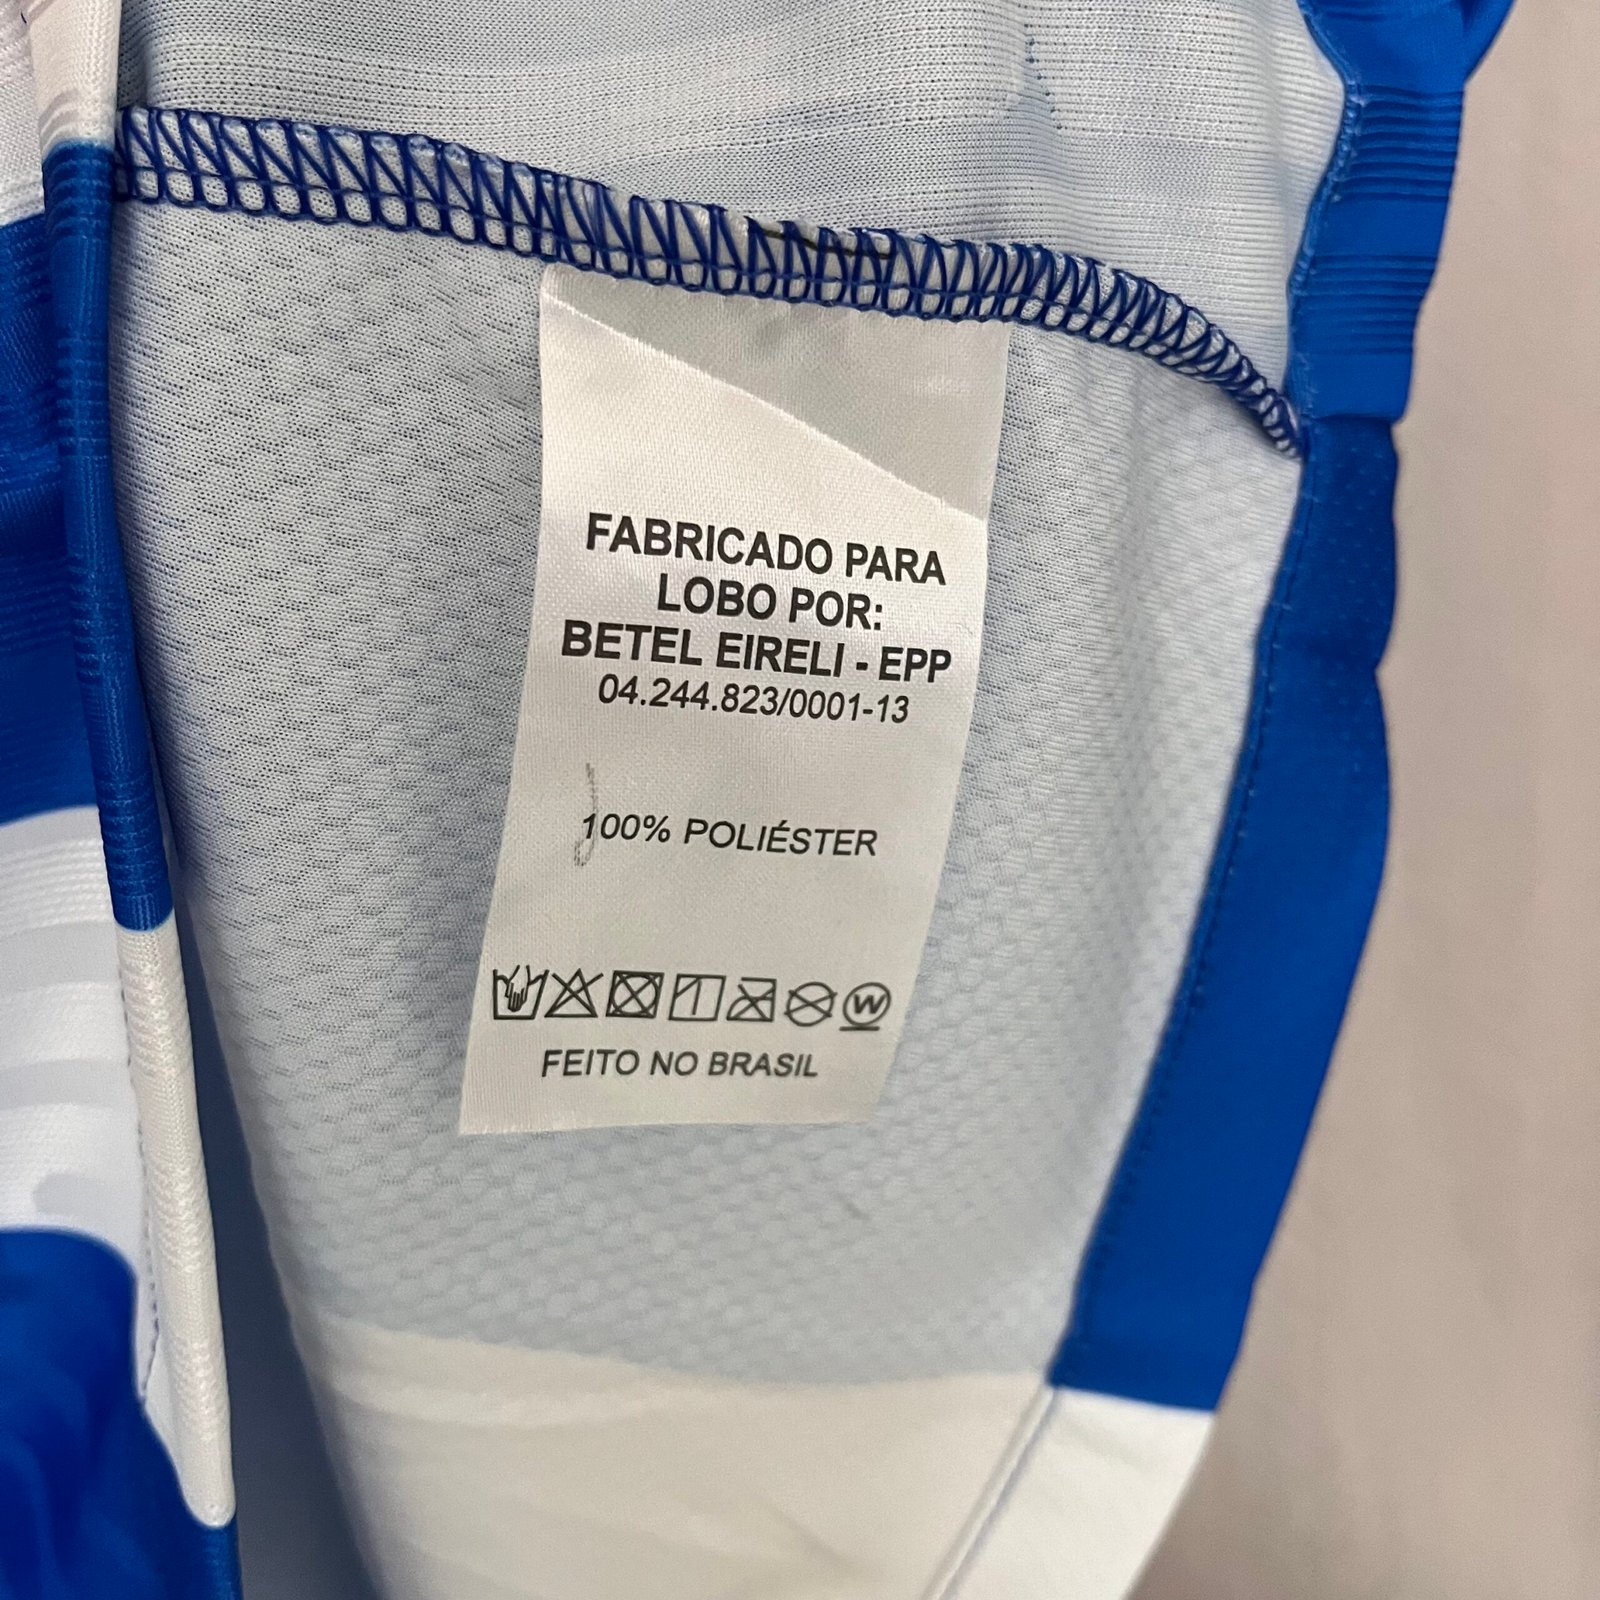 FABRICADO PARA
LOBO POR:
BETEL EIRELI - EPP
04.244.823/0001-13
100% POLIÉSTER
W
FEITO NO BRASIL